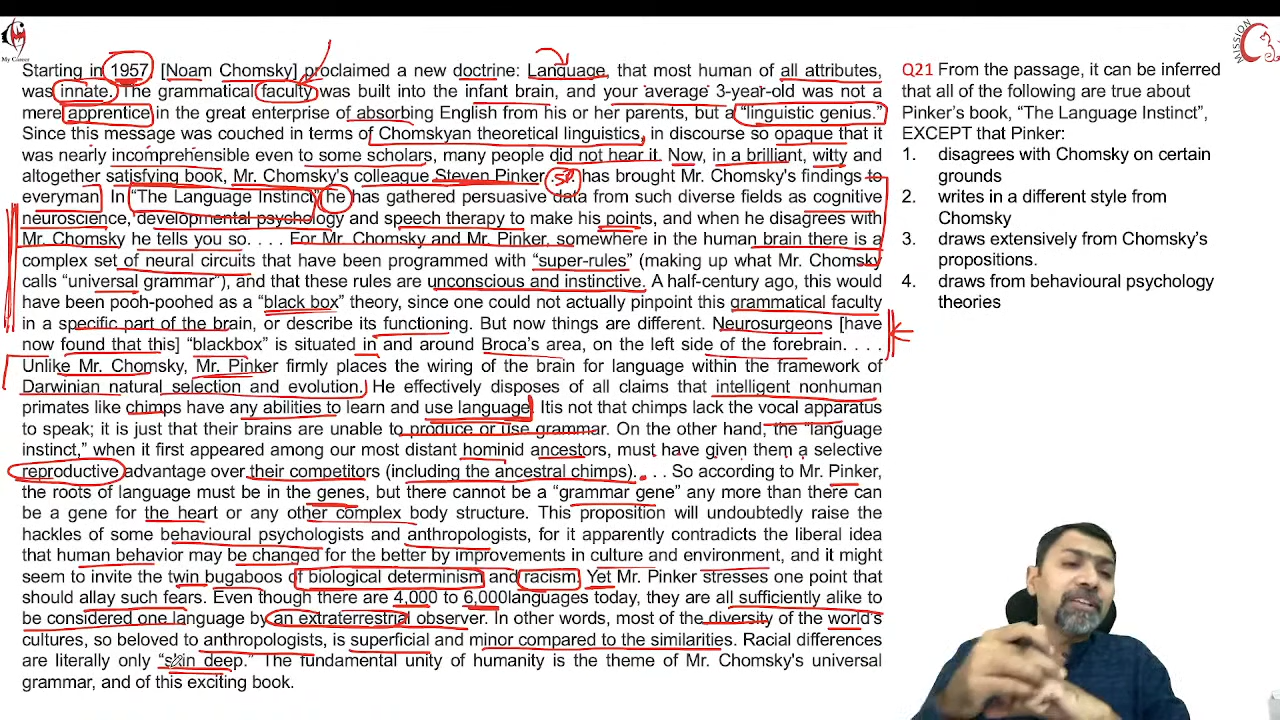 My Career
MISSION
Starting in 1957 [Noam Chomsky] proclaimed a new doctrine: Language, that most human of all attributes,
was innate. The grammatical faculty was built into the infant brain, and your average 3-year-old was not a
mere apprentice in the great enterprise of absorbing English from his or her parents, but a “linguistic genius.”
Since this message was couched in terms of Chomskyan theoretical linguistics, in discourse so opaque that it
was nearly incomprehensible even to some scholars, many people did not hear it. Now, in a brilliant, witty and
altogether satisfying book, Mr. Chomsky's colleague Steven Pinker SP has brought Mr. Chomsky's findings to
everyman. In “The Language Instinct” he has gathered persuasive data from such diverse fields as cognitive
neuroscience, developmental psychology and speech therapy to make his points, and when he disagrees with
Mr. Chomsky he tells you so. . . . For Mr. Chomsky and Mr. Pinker, somewhere in the human brain there is a
complex set of neural circuits that have been programmed with “super-rules” (making up what Mr. Chomsky
calls “universal grammar”), and that these rules are unconscious and instinctive. A half-century ago, this would
have been pooh-poohed as a “black box” theory, since one could not actually pinpoint this grammatical faculty
in a specific part of the brain, or describe its functioning. But now things are different. Neurosurgeons [have
now found that this] “blackbox” is situated in and around Broca's area, on the left side of the forebrain. . . .
Unlike Mr. Chomsky, Mr. Pinker firmly places the wiring of the brain for language within the framework of
Darwinian natural selection and evolution. He effectively disposes of all claims that intelligent nonhuman
primates like chimps have any abilities to learn and use language. Itis not that chimps lack the vocal apparatus
to speak; it is just that their brains are unable to produce or use grammar. On the other hand, the “language
instinct,” when it first appeared among our most distant hominid ancestors, must have given them a selective
reproductive advantage over their competitors (including the ancestral chimps). . . . So according to Mr. Pinker,
the roots of language must be in the genes, but there cannot be a “grammar gene” any more than there can
be a gene for the heart or any other complex body structure. This proposition will undoubtedly raise the
hackles of some behavioural psychologists and anthropologists, for it apparently contradicts the liberal idea
that human behavior may be changed for the better by improvements in culture and environment, and it might
seem to invite the twin bugaboos of biological determinism and racism. Yet Mr. Pinker stresses one point that
should allay such fears. Even though there are 4,000 to 6,000languages today, they are all sufficiently alike to
be considered one language by an extraterrestrial observer. In other words, most of the diversity of the world's
cultures, so beloved to anthropologists, is superficial and minor compared to the similarities. Racial differences
are literally only “skin deep.” The fundamental unity of humanity is the theme of Mr. Chomsky's universal
grammar, and of this exciting book.
Q21 From the passage, it can be inferred
that all of the following are true about
Pinker's book, “The Language Instinct”,
EXCEPT that Pinker:
1. disagrees with Chomsky on certain
grounds
2. writes in a different style from
Chomsky
3. draws extensively from Chomsky's
propositions.
4. draws from behavioural psychology
theories